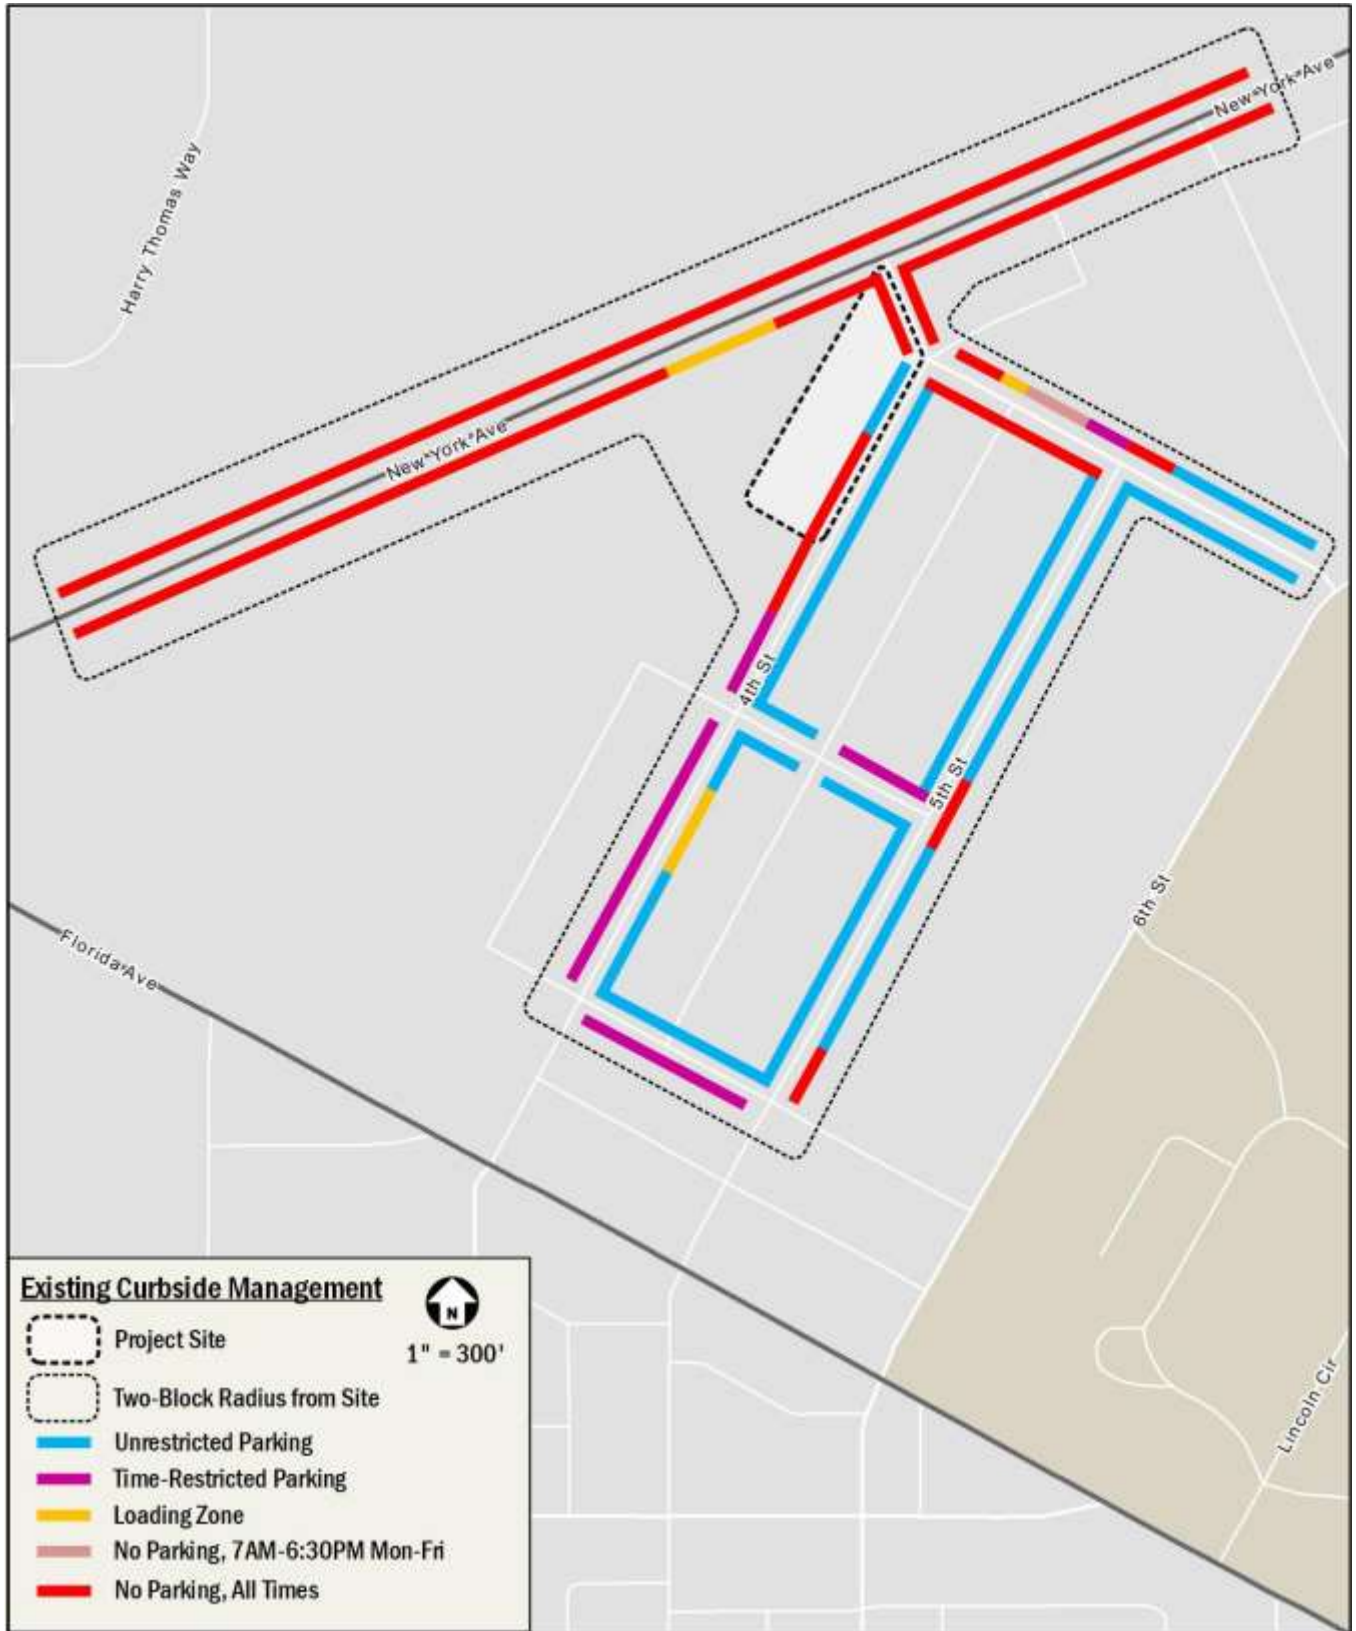 New York Ave
Harry Thomas Way
New York Ave
4th St
5th St
6th St
Florida Ave
Lincoln Cir
Existing Curbside Management
N
1" = 300'
Project Site
Two-Block Radius from Site
Unrestricted Parking
Time-Restricted Parking
Loading Zone
No Parking, 7AM-6:30PM Mon-Fri
No Parking, All Times